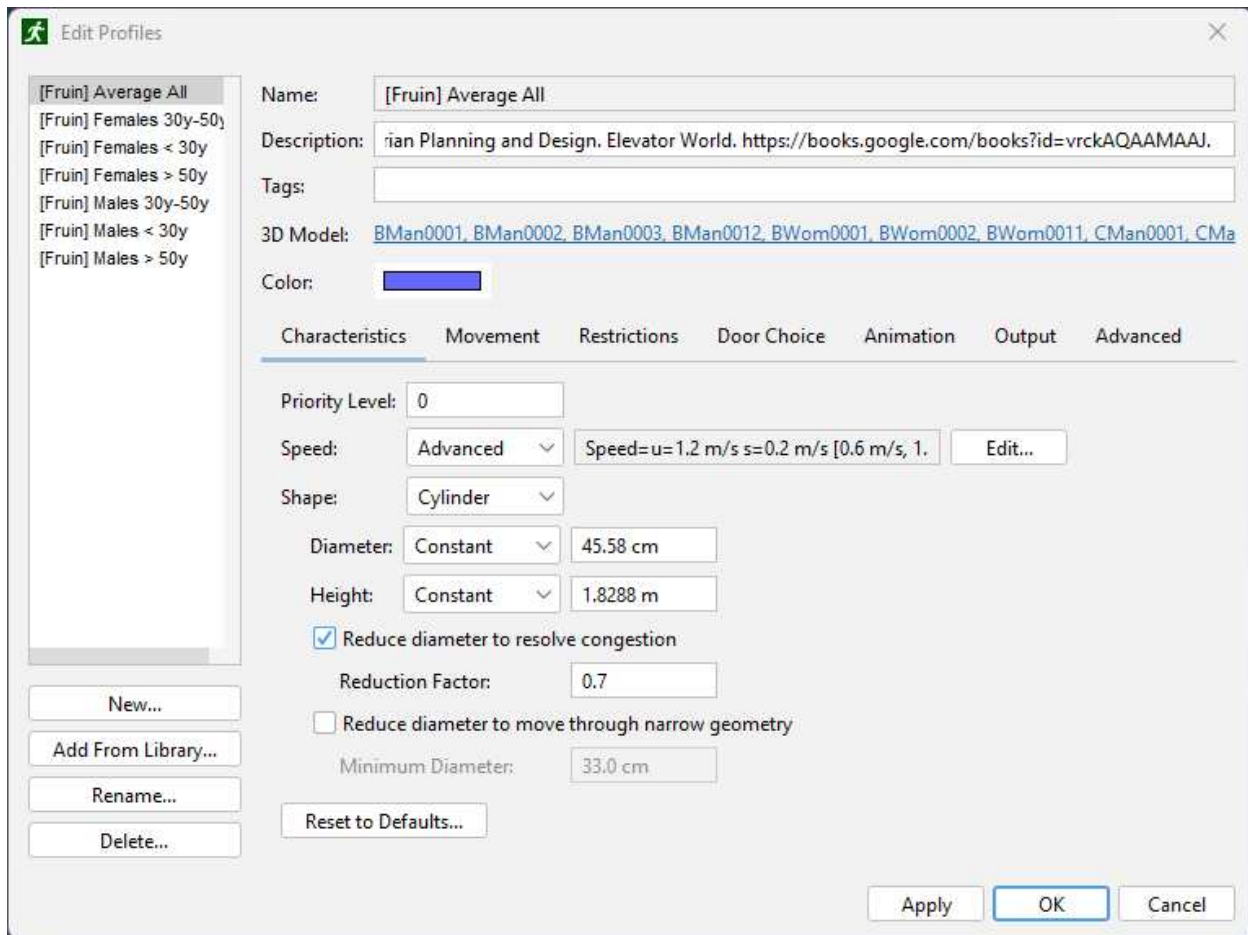 Edit Profiles
[Fruin] Average All
[Fruin] Females 30y-50y
[Fruin] Females < 30y
[Fruin] Females > 50y
[Fruin] Males 30y-50y
[Fruin] Males < 30y
[Fruin] Males > 50y
New...
Add From Library...
Rename...
Delete...
Name: [Fruin] Average All
Description: rian Planning and Design. Elevator World. https://books.google.com/books?id=vrckAQAAMAAJ.
Tags:
3D Model: BMan0001, BMan0002, BMan0003, BMan0012, BWom0001, BWom0002, BWom0011, CMan0001, CMa
Color:
Characteristics Movement Restrictions Door Choice Animation Output Advanced
Priority Level: 0
Speed: Advanced Speed=u=1.2 m/s s=0.2 m/s [0.6 m/s, 1. Edit...
Shape: Cylinder
Diameter: Constant 45.58 cm
Height: Constant 1.8288 m
Reduce diameter to resolve congestion
Reduction Factor: 0.7
Reduce diameter to move through narrow geometry
Minimum Diameter: 33.0 cm
Reset to Defaults...
Apply OK Cancel